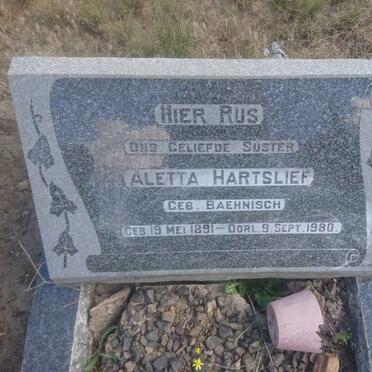 HIER RUS
ONS GELIEFDE SUSTER
ALETTA HARTSLIEF
GEB. BAEHNISCH
GEB. 19 MEI 1891 - OORL. 9. SEPT. 1980.